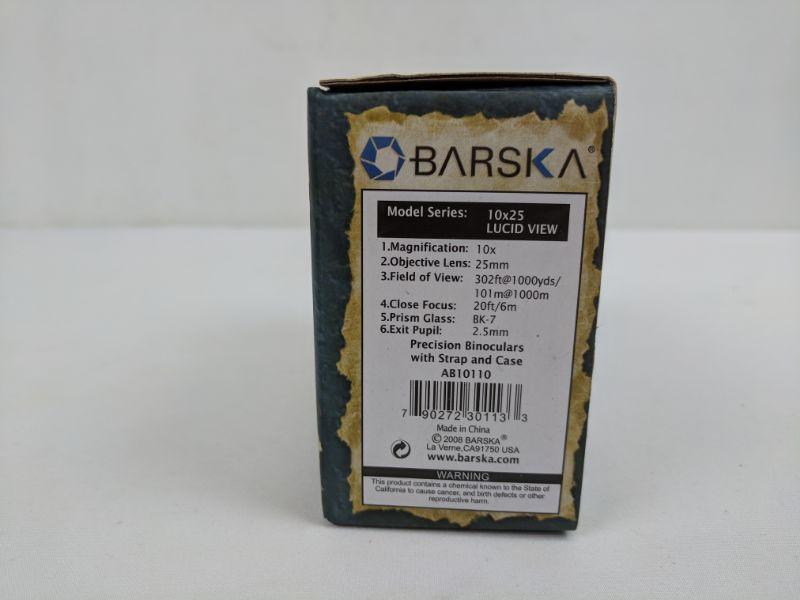 BARSKA®
Model Series: 10x25
LUCID VIEW
1.Magnification: 10x
2.Objective Lens: 25mm
3.Field of View: 302ft@1000yds/
101m@1000m
4.Close Focus: 20ft/6m
5.Prism Glass: BK-7
6.Exit Pupil: 2.5mm
Precision Binoculars
with Strap and Case
AB10110
7 90272 30113 3
Made in China
© 2008 BARSKA®
La Verne,CA91750 USA
www.barska.com
WARNING
This product contains a chemical known to the State of
California to cause cancer, and birth defects or other
reproductive harm.